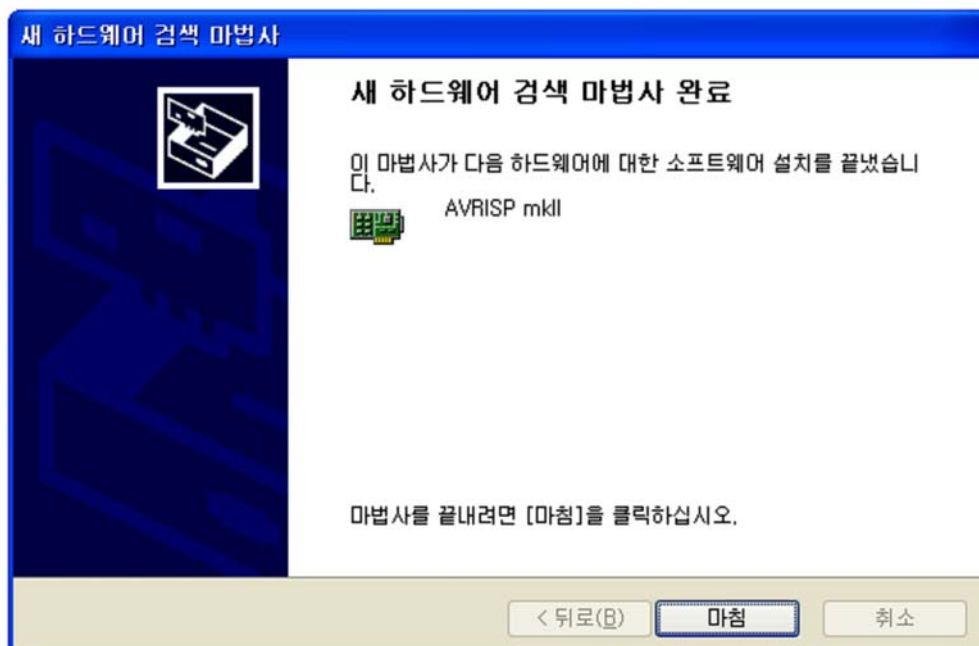 새 하드웨어 검색 마법사
새 하드웨어 검색 마법사 완료
이 마법사가 다음 하드웨어에 대한 소프트웨어 설치를 끝냈습니
다.
AVRISP mkII
마법사를 끝내려면 [마침]을 클릭하십시오.
< 뒤로(B) 마침 취소